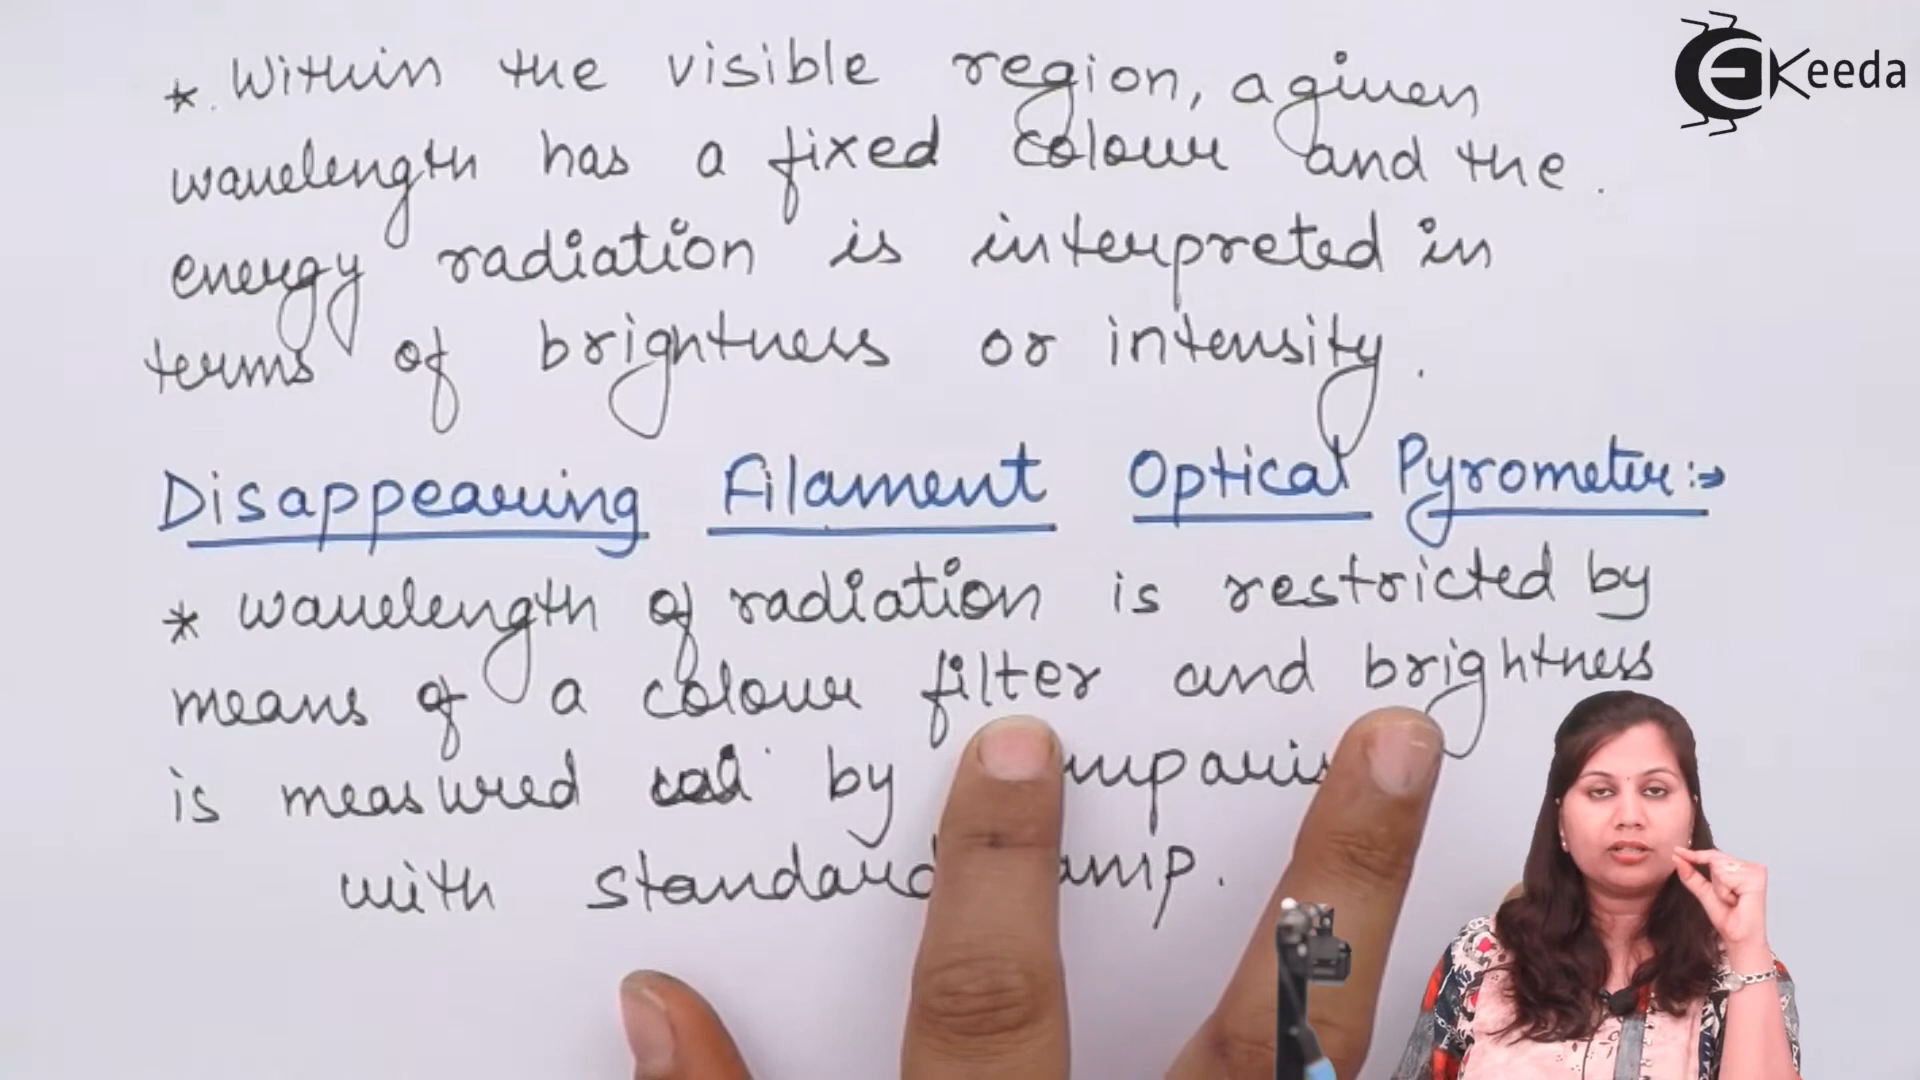 EKeeda
* Within the visible region, a given
wavelength has a fixed colour and the
energy radiation is interpreted in
terms of brightness or intensity.
Disappearing Filament Optical Pyrometer:→
* wavelength of radiation is restricted by
means of a colour filter and brightness
is measured by
with standard